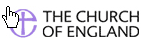 THE CHURCH
OF ENGLAND